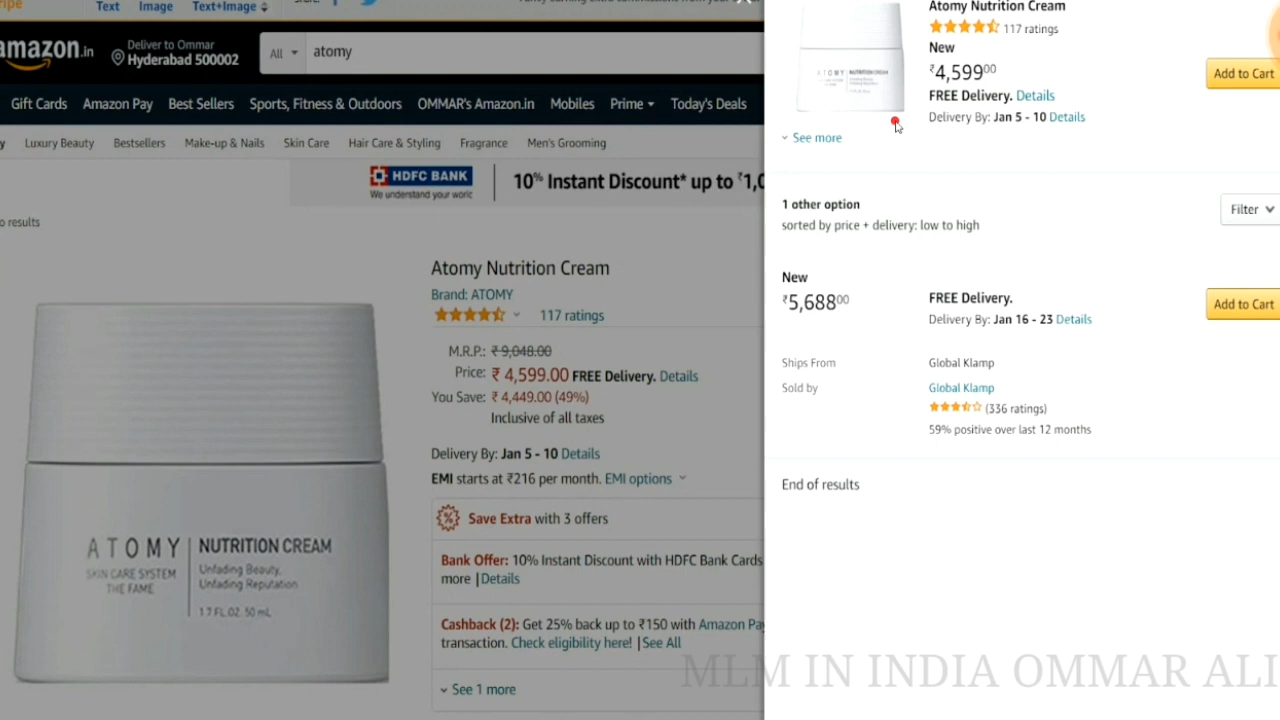 Text Image Text+Image
amazon.in
Deliver to Ommar
Hyderabad 500002
All
atomy
Gift Cards Amazon Pay Best Sellers Sports, Fitness & Outdoors OMMAR's Amazon.in Mobiles Prime Today's Deals
Luxury Beauty Bestsellers Make-up & Nails Skin Care Hair Care & Styling Fragrance Men's Grooming
HDFC BANK
We understand your world
10% Instant Discount* up to ₹1,0
results
Atomy Nutrition Cream
Brand: ATOMY
117 ratings
M.R.P.: ₹ 9,048.00
Price: ₹ 4,599.00 FREE Delivery. Details
You Save: ₹ 4,449.00 (49%)
Inclusive of all taxes
Delivery By: Jan 5 - 10 Details
EMI starts at ₹216 per month. EMI options
Save Extra with 3 offers
Bank Offer: 10% Instant Discount with HDFC Bank Cards
more | Details
Cashback (2): Get 25% back up to ₹150 with Amazon Pa
transaction. Check eligibility here! | See All
See 1 more
ATOMY
SKIN CARE SYSTEM
THE FAME
NUTRITION CREAM
Unfading Beauty,
Unfading Reputation
1.7 FL.OZ. 50 mL
Atomy Nutrition Cream
117 ratings
New
₹4,599.00
FREE Delivery. Details
Delivery By: Jan 5 - 10 Details
Add to Cart
ATOMY NUTRITION CREAM
See more
1 other option
sorted by price + delivery: low to high
Filter
New
₹5,688.00
FREE Delivery.
Delivery By: Jan 16 - 23 Details
Add to Cart
Ships From Global Klamp
Sold by Global Klamp
(336 ratings)
59% positive over last 12 months
End of results
MLM IN INDIA OMMAR ALI